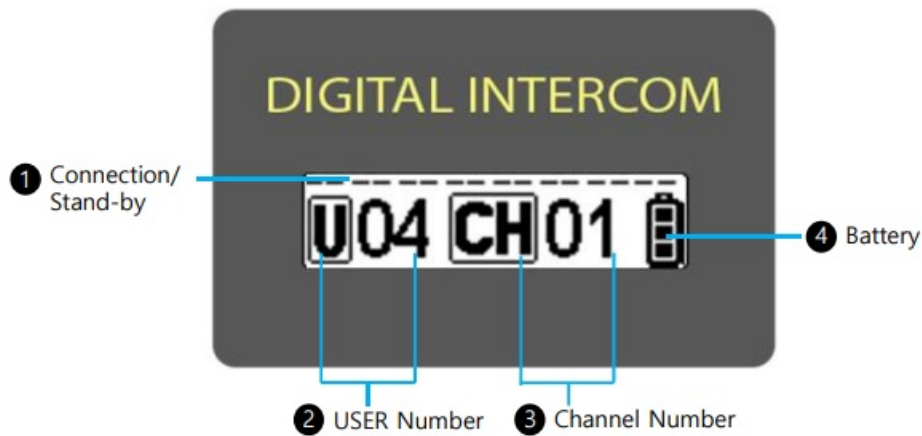 DIGITAL INTERCOM
1 Connection/
Stand-by
U04 CH01
4 Battery
2 USER Number
3 Channel Number